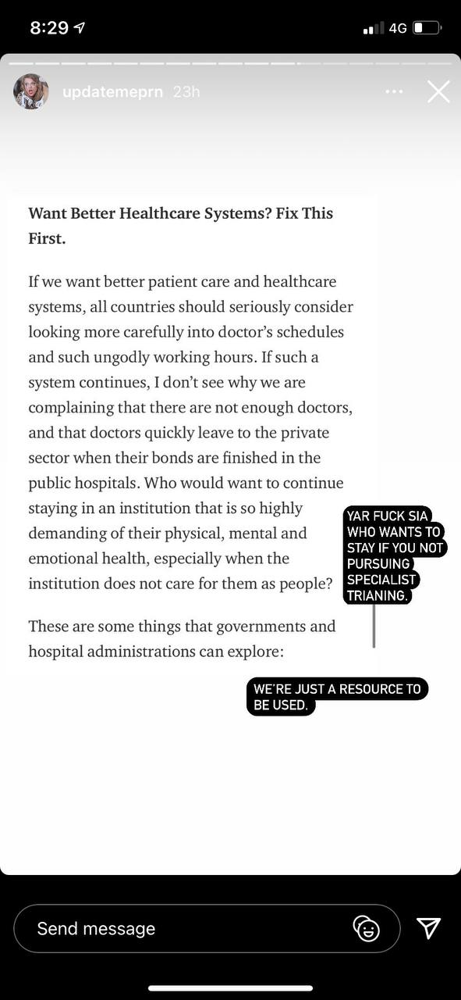 8:29
4G
updatemeprn 23h
Want Better Healthcare Systems? Fix This
First.
If we want better patient care and healthcare
systems, all countries should seriously consider
looking more carefully into doctor’s schedules
and such ungodly working hours. If such a
system continues, I don’t see why we are
complaining that there are not enough doctors,
and that doctors quickly leave to the private
sector when their bonds are finished in the
public hospitals. Who would want to continue
staying in an institution that is so highly
demanding of their physical, mental and
emotional health, especially when the
institution does not care for them as people?
YAR FUCK SIA
WHO WANTS TO
STAY IF YOU NOT
PURSUING
SPECIALIST
TRIANING.
These are some things that governments and
hospital administrations can explore:
WE'RE JUST A RESOURCE TO
BE USED.
Send message